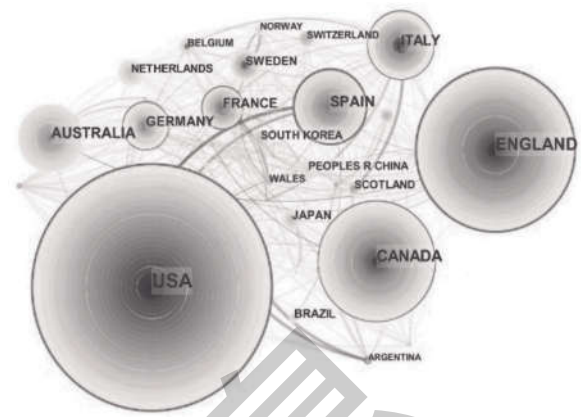 NORWAY
SWITZERLAND
ITALY
BELGIUM
SWEDEN
NETHERLANDS
FRANCE
SPAIN
GERMANY
AUSTRALIA
SOUTH KOREA
ENGLAND
PEOPLES R CHINA
WALES
SCOTLAND
JAPAN
CANADA
USA
BRAZIL
ARGENTINA